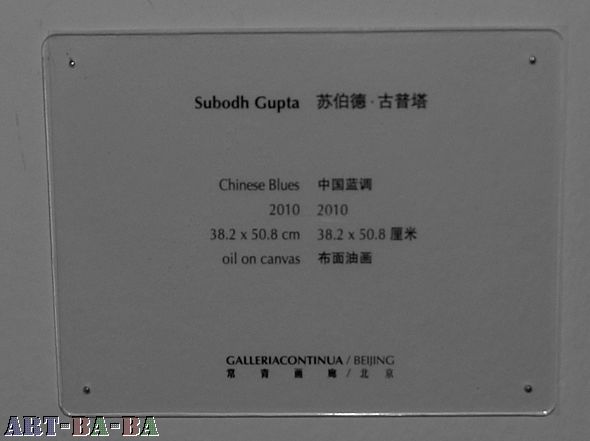 Subodh Gupta 苏伯德·古普塔
Chinese Blues 中国蓝调
2010 2010
38.2 x 50.8 cm 38.2 x 50.8 厘米
oil on canvas 布面油画
GALLERIACONTINUA / BEIJING
常青画廊 / 北京
ART-BA-BA